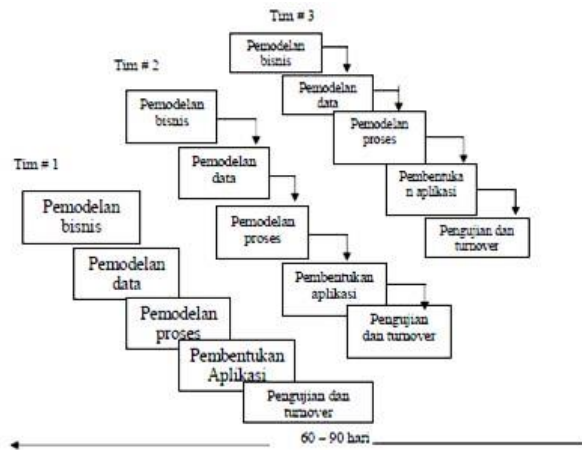 Tim # 3
Pemodelan
bisnis
Pemodelan
data
Pemodelan
proses
Pembentuka
n aplikasi
Pengujian dan
turnover
Tim # 2
Pemodelan
bisnis
Pemodelan
data
Pemodelan
proses
Pembentukan
aplikasi
Pengujian
dan turnover
Tim # 1
Pemodelan
bisnis
Pemodelan
data
Pemodelan
proses
Pembentukan
Aplikasi
Pengujian dan
turnover
60 – 90 hari